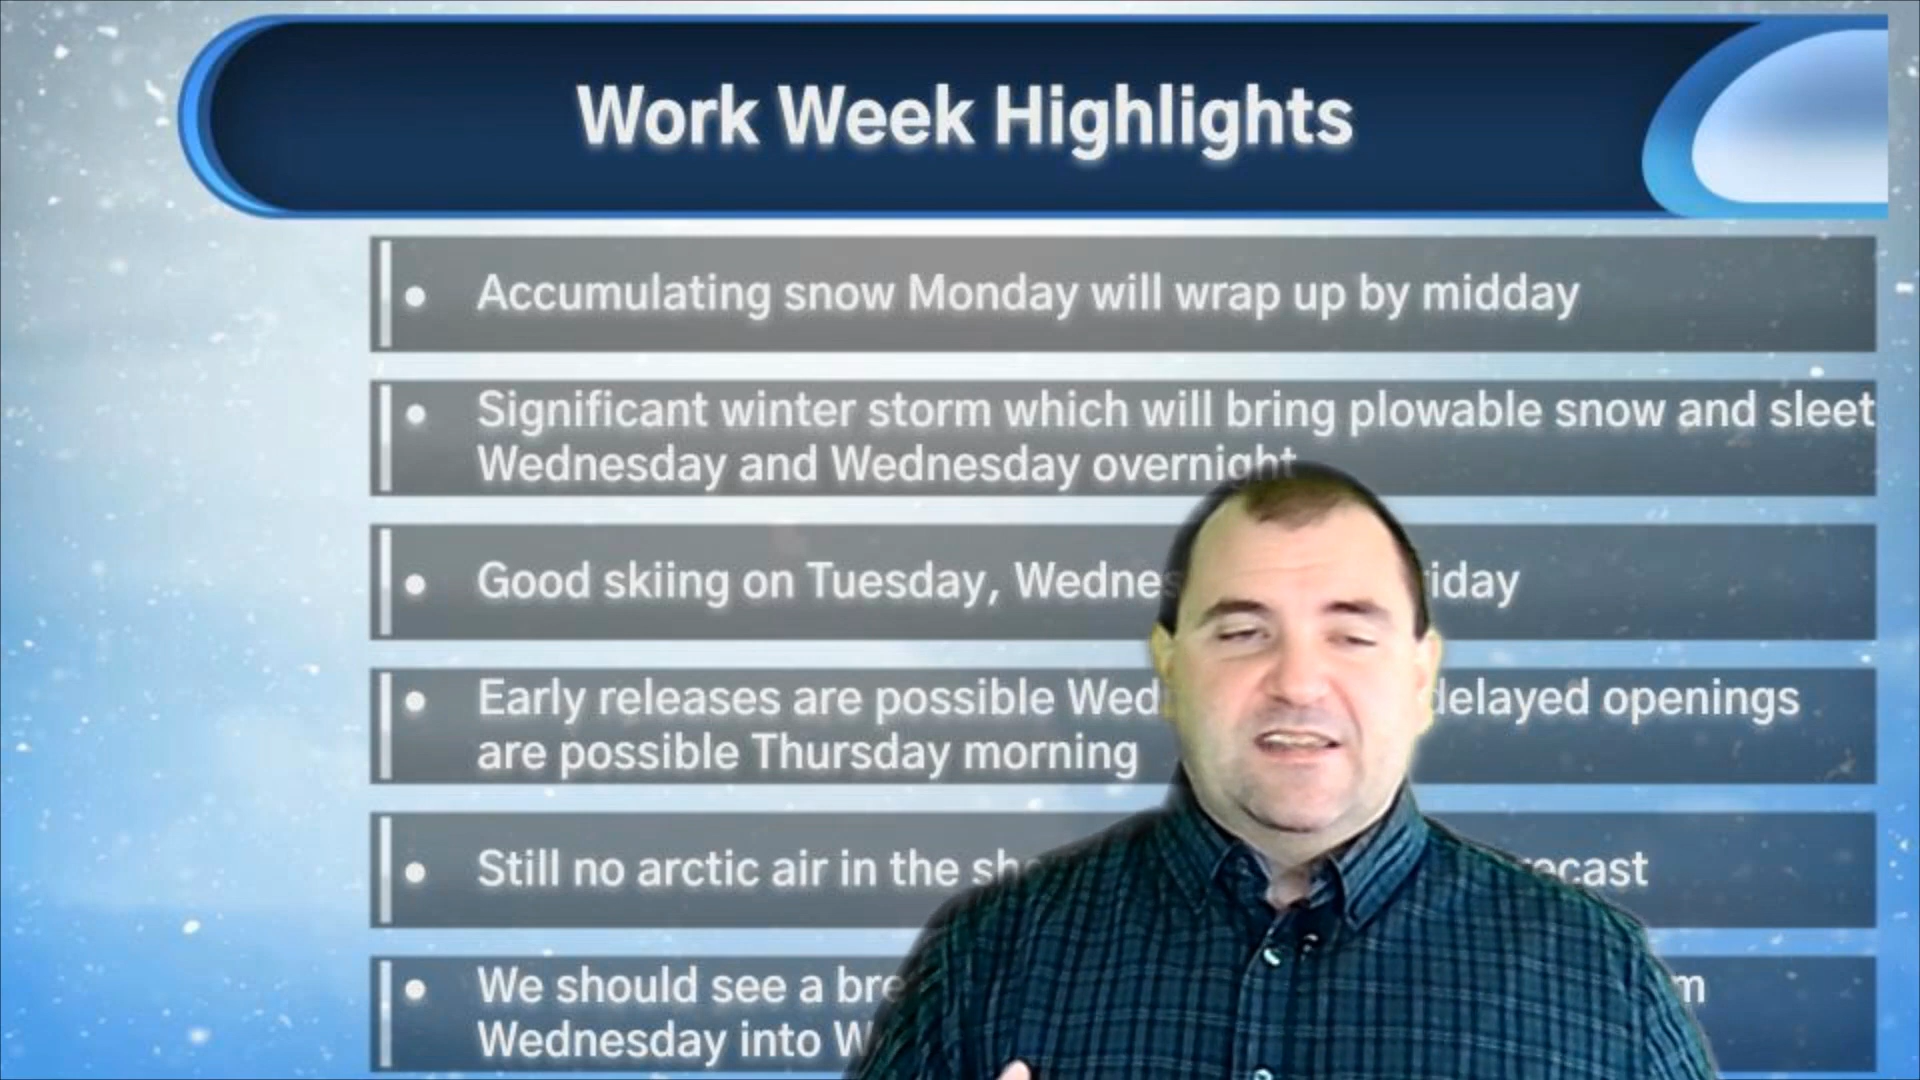 Work Week Highlights
• Accumulating snow Monday will wrap up by midday
• Significant winter storm which will bring plowable snow and sleet
Wednesday and Wednesday overnight
• Good skiing on Tuesday,
• Early releases are possible delayed openings
are possible Thursday morning
• Still no arctic air in the
• We should see a
Wednesday into